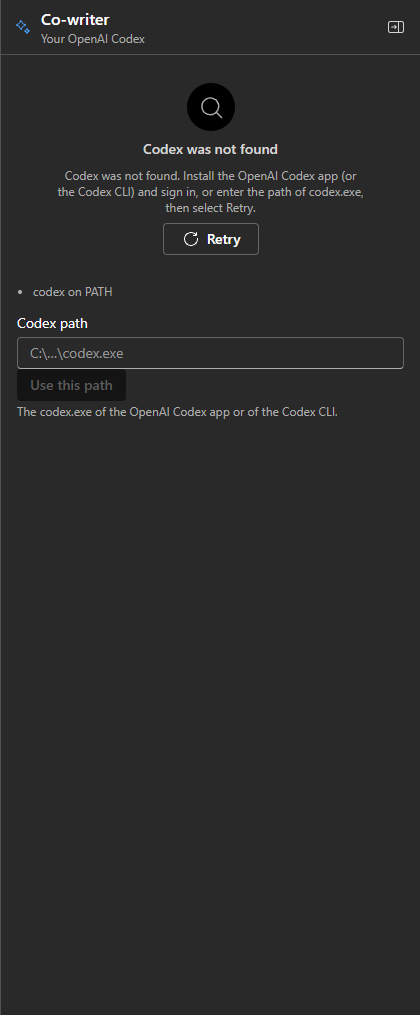 Co-writer
Your OpenAI Codex
Codex was not found
Codex was not found. Install the OpenAI Codex app (or
the Codex CLI) and sign in, or enter the path of codex.exe,
then select Retry.
Retry
• codex on PATH
Codex path
C:\...\codex.exe
Use this path
The codex.exe of the OpenAI Codex app or of the Codex CLI.